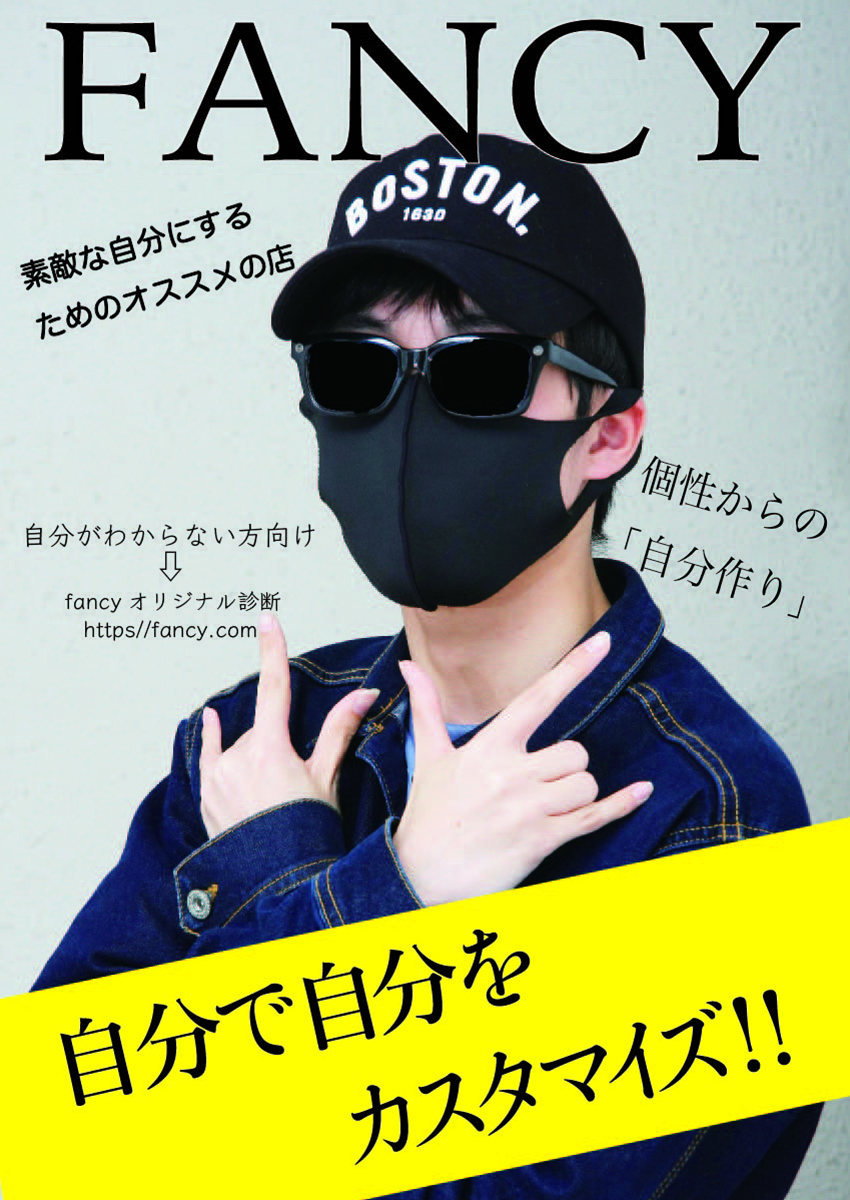 FANCY
BOSTON.
1630
素敵な自分にする
ためのオススメの店
個性からの
「自分作り」
自分がわからない方向け
⇩
fancy オリジナル診断
https//fancy.com
自分で自分を
カスタマイズ!!